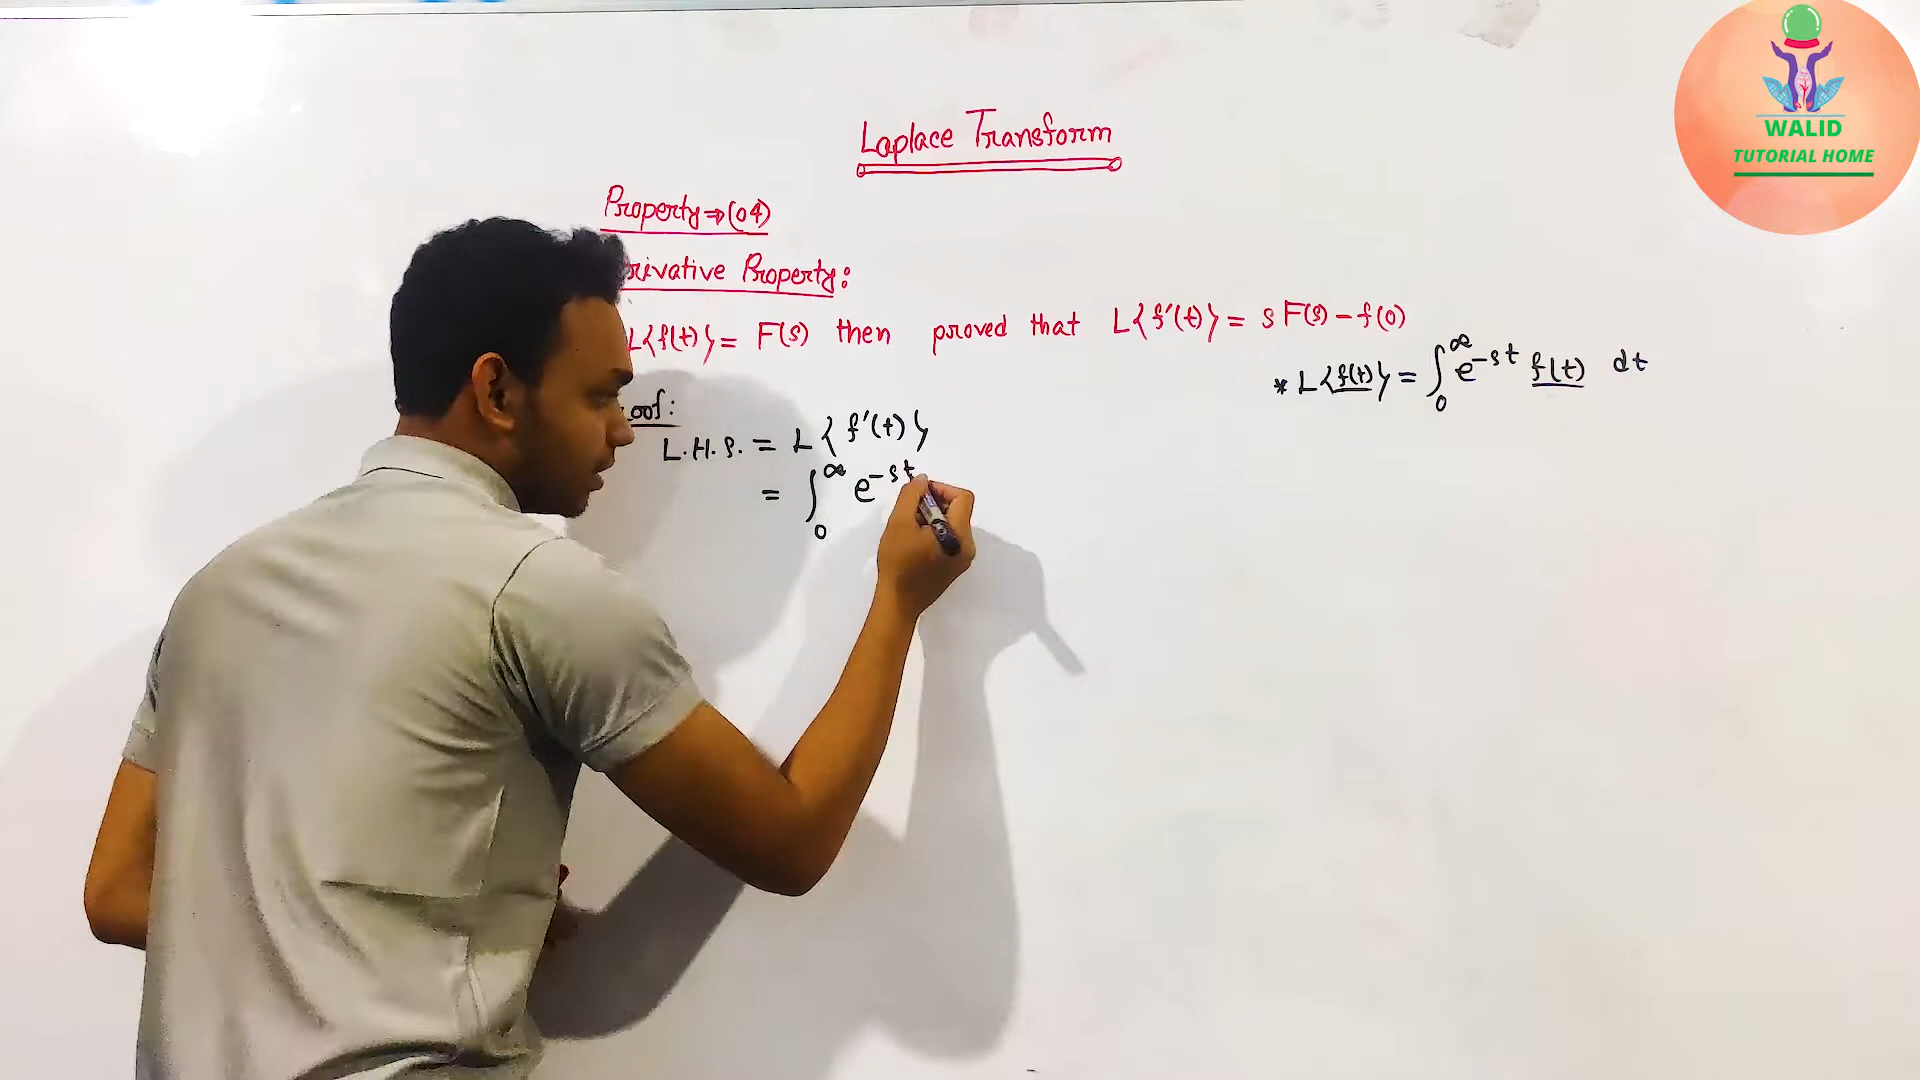 Laplace Transform
WALID
TUTORIAL HOME
Property⇒(04)
rivative Property:
L{f(t)} = F(s) then proved that L{f'(t)} = s F(s) - f(0)
* L{f(t)} = ∫₀^∞ e^-st f(t) dt
oof:
L.H.S. = L{f'(t)}
= ∫₀^∞ e^-st